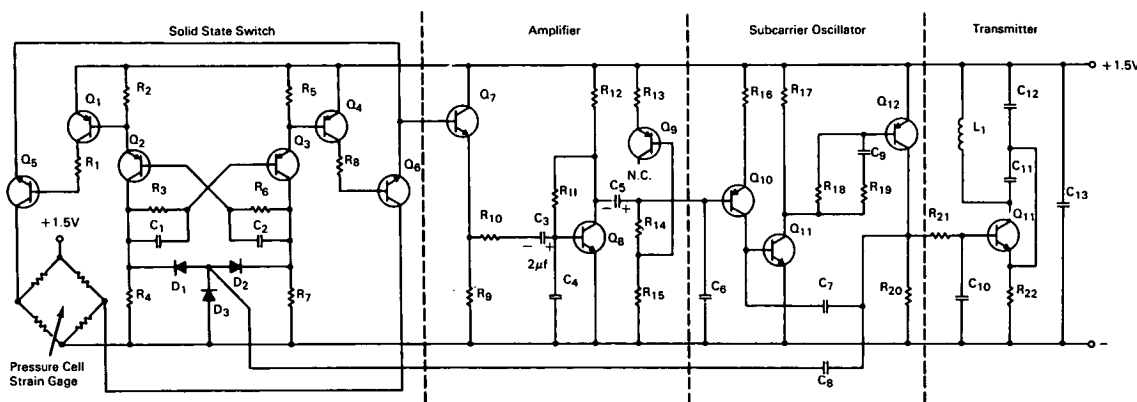 Solid State Switch
Amplifier
Subcarrier Oscillator
Transmitter
+1.5V
R2
R5
R12
R13
R16
R17
C12
Q1
Q4
Q7
Q12
Q2
Q3
Q9
L1
Q5
R1
R8
Q6
N.C.
C9
C11
C13
R3
R6
R11
C5
Q10
R18
R19
+1.5V
C1
C2
R10
C3
− +
Q8
R14
Q11
R21
Q11
− +
2μf
D1
D2
C4
C7
R4
D3
R7
R9
R15
C6
R20
C10
R22
−
Pressure Cell
Strain Gage
C8